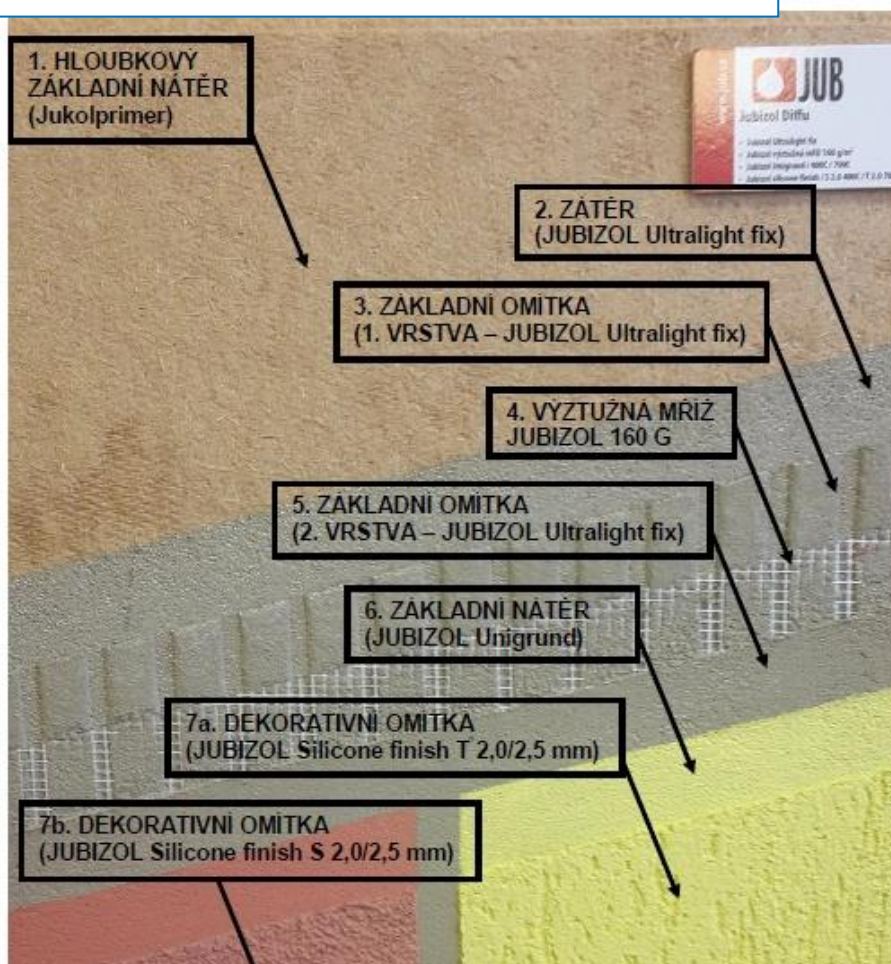 1. HLOUBKOVÝ
ZÁKLADNÍ NÁTĚR
(Jukolprimer)
JUB
Jubizol Diffu
- Jubizol Ultralight fix
2. ZÁTĚR
(JUBIZOL Ultralight fix)
3. ZÁKLADNÍ OMÍTKA
(1. VRSTVA – JUBIZOL Ultralight fix)
4. VÝZTUŽNÁ MŘÍŽ
JUBIZOL 160 G
5. ZÁKLADNÍ OMÍTKA
(2. VRSTVA – JUBIZOL Ultralight fix)
6. ZÁKLADNÍ NÁTĚR
(JUBIZOL Unigrund)
7a. DEKORATIVNÍ OMÍTKA
(JUBIZOL Silicone finish T 2,0/2,5 mm)
7b. DEKORATIVNÍ OMÍTKA
(JUBIZOL Silicone finish S 2,0/2,5 mm)